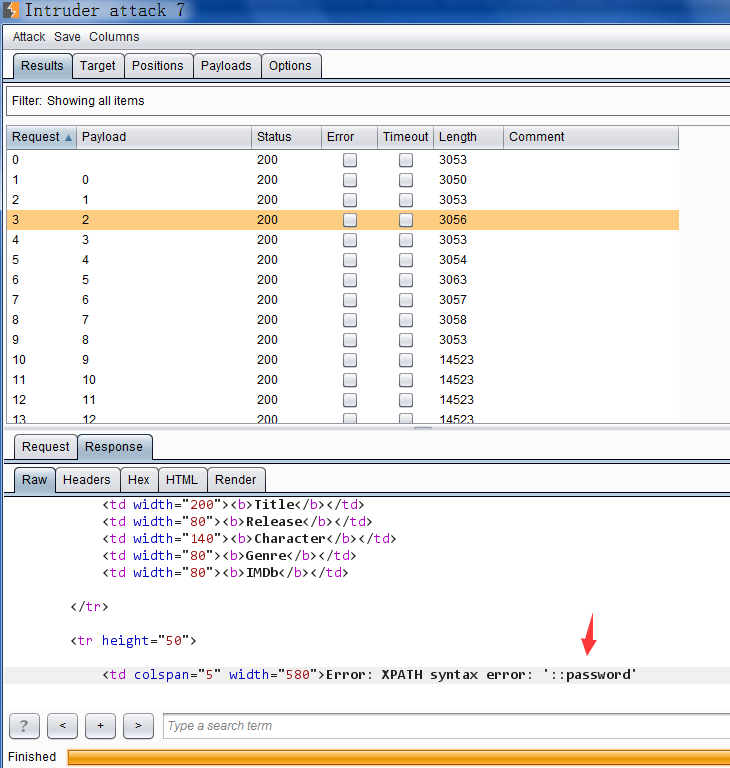 Intruder attack 7
Attack Save Columns
Results Target Positions Payloads Options
Filter: Showing all items
Request Payload Status Error Timeout Length Comment
0 200 3053
1 0 200 3050
2 1 200 3053
3 2 200 3056
4 3 200 3053
5 4 200 3054
6 5 200 3063
7 6 200 3057
8 7 200 3058
9 8 200 3053
10 9 200 14523
11 10 200 14523
12 11 200 14523
13 12 200 14523
Request Response
Raw Headers Hex HTML Render
<td width="200"><b>Title</b></td>
<td width="80"><b>Release</b></td>
<td width="140"><b>Character</b></td>
<td width="80"><b>Genre</b></td>
<td width="80"><b>IMDb</b></td>
</tr>
<tr height="50">
<td colspan="5" width="580">Error: XPATH syntax error: '::password'
? < + > Type a search term
Finished